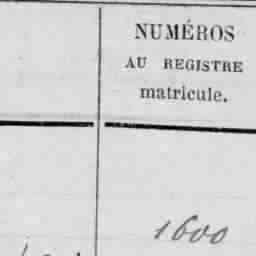 NUMÉROS
AU REGISTRE
matricule.
1600